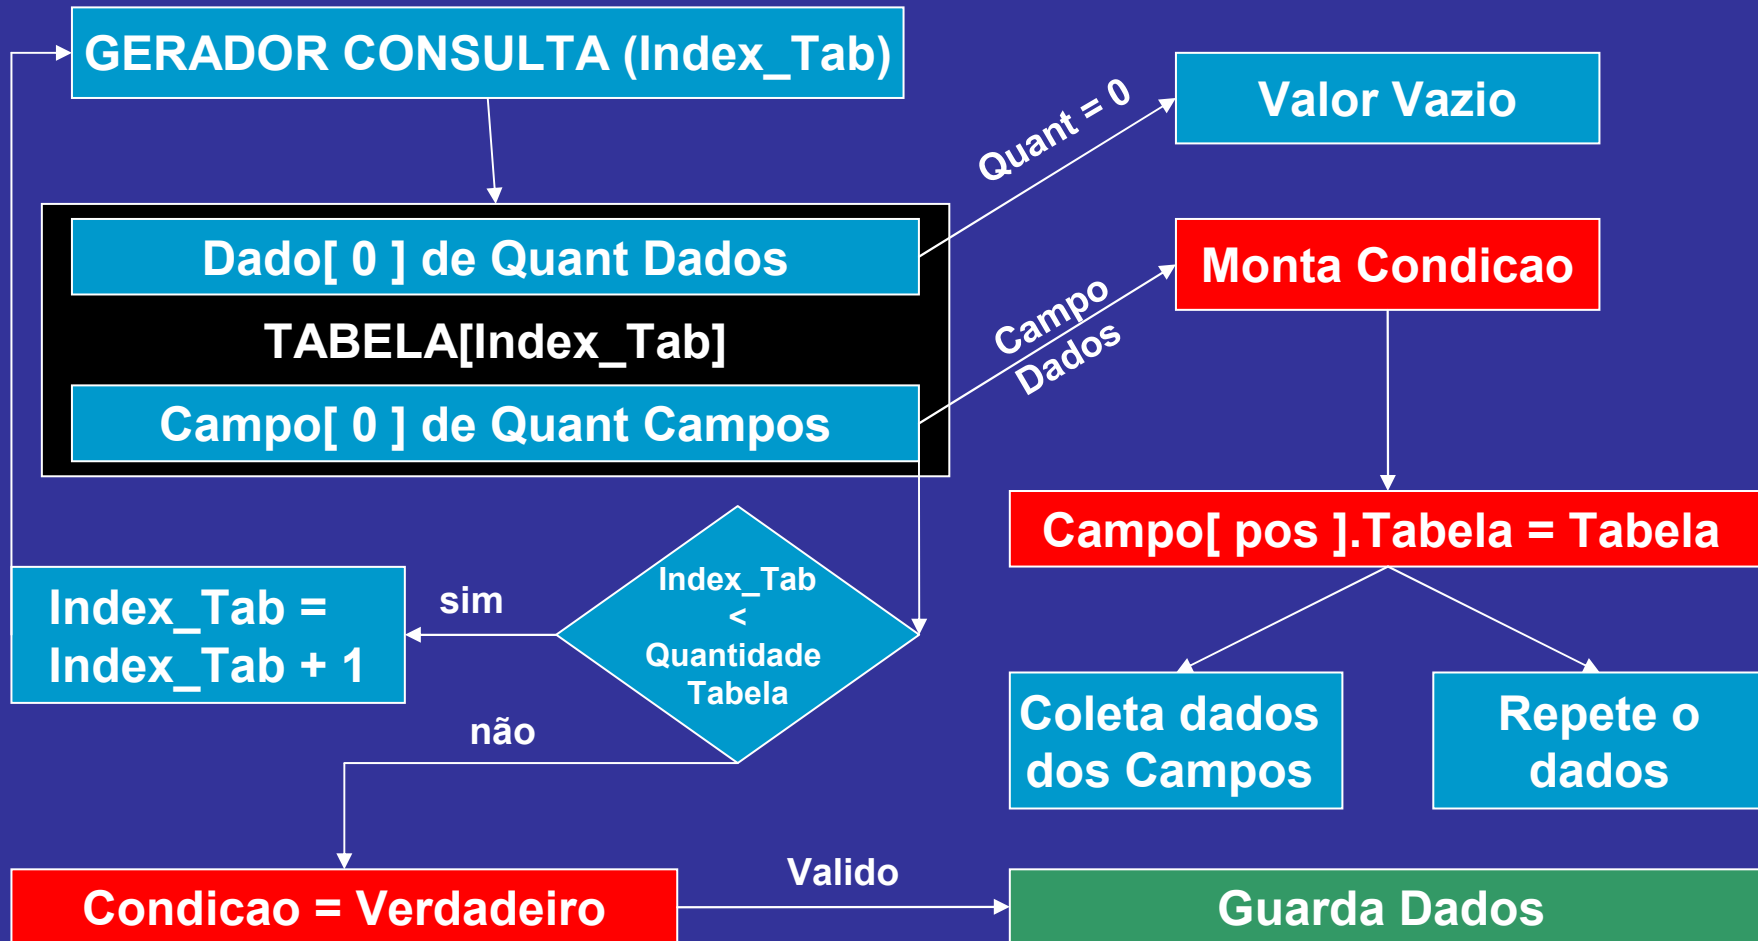 GERADOR CONSULTA (Index_Tab)
Quant = 0
Valor Vazio
Dado[ 0 ] de Quant Dados
TABELA[Index_Tab]
Campo[ 0 ] de Quant Campos
Campo
Dados
Monta Condicao
Campo[ pos ].Tabela = Tabela
Index_Tab =
Index_Tab + 1
sim
Index_Tab
<
Quantidade
Tabela
não
Coleta dados
dos Campos
Repete o
dados
Condicao = Verdadeiro
Valido
Guarda Dados